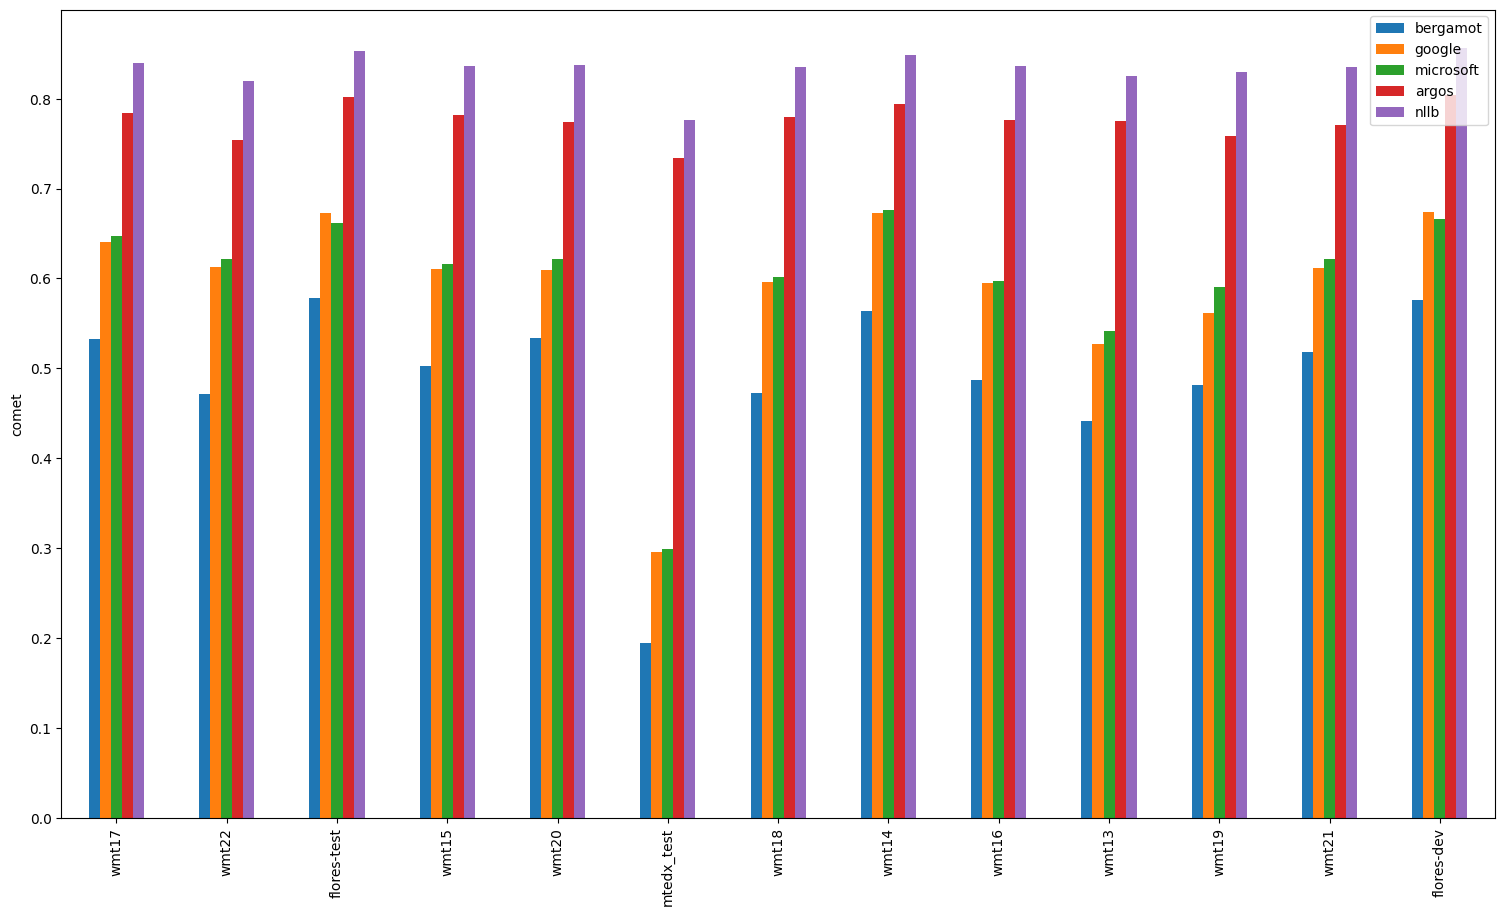 bergamot
google
microsoft
argos
nllb
comet
0.8
0.7
0.6
0.5
0.4
0.3
0.2
0.1
0.0
wmt17
wmt22
flores-test
wmt15
wmt20
mtedx_test
wmt18
wmt14
wmt16
wmt13
wmt19
wmt21
flores-dev